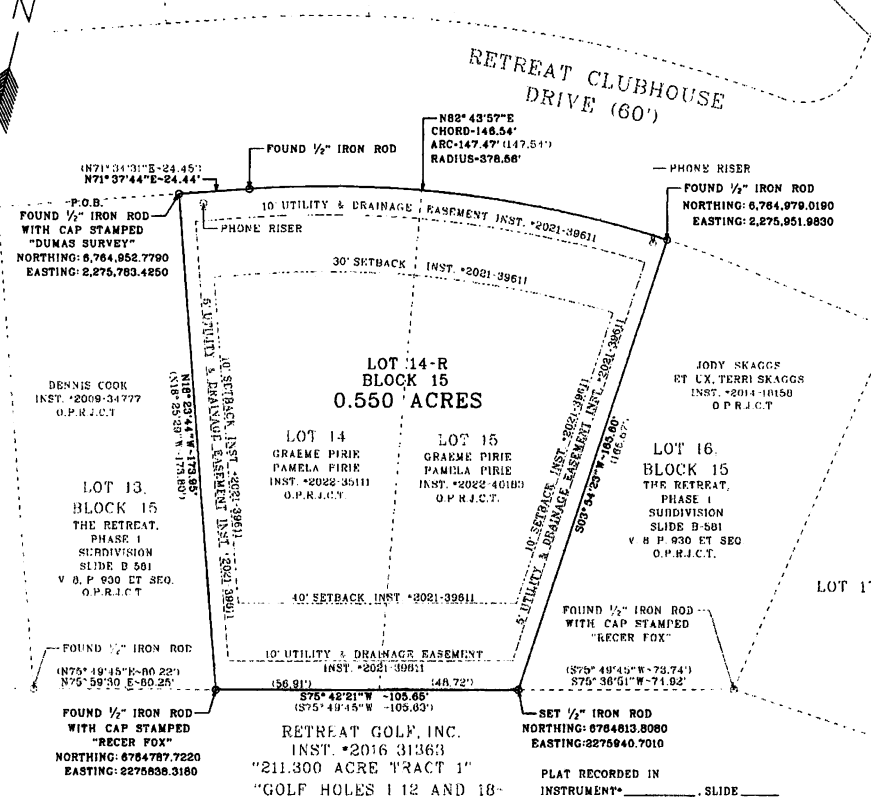 N
RETREAT CLUBHOUSE
DRIVE (60')
N82° 43'57"E
CHORD-146.54'
ARC-147.47' (147.54')
RADIUS-378.56'
FOUND 1/2" IRON ROD
(N71° 34'31"E~24.45')
N71° 37'44"E~24.44'
PHONE RISER
FOUND 1/2" IRON ROD
NORTHING: 6,764,979.0190
EASTING: 2,275,951.9830
P.O.B.
FOUND 1/2" IRON ROD
WITH CAP STAMPED
"DUMAS SURVEY"
NORTHING: 6,764,952.7790
EASTING: 2,275,783.4250
10' UTILITY & DRAINAGE EASEMENT INST. *2021-39611
PHONE RISER
30' SETBACK INST. *2021-39611
5' UTILITY & DRAINAGE EASEMENT INST *2021 39611
10' SETBACK INST *2021-39611
N18° 23'44"W~173.95'
(N18° 25'29"W~173.80')
LOT 14-R
BLOCK 15
0.550 ACRES
LOT 14
GRAEME PIRIE
PAMELA PIRIE
INST. *2022-35111
O.P.R.J.C.T.
LOT 15
GRAEME PIRIE
PAMELA PIRIE
INST. *2022-40183
O.P.R.J.C.T.
10' SETBACK INST. *2021-39611
5' UTILITY & DRAINAGE EASEMENT INFL *2021-39611
S03° 54'23"W~165.60'
(165.67')
DENNIS COOK
INST. *2009-34777
O.P.R.J.C.T
LOT 13,
BLOCK 15
THE RETREAT,
PHASE 1
SUBDIVISION
SLIDE B 581
V 8, P 930 ET SEQ.
O.P.R.J.C.T
JODY SKAGGS
ET UX, TERRI SKAGGS
INST. *2014-18158
O.P.R.J.C.T
LOT 16,
BLOCK 15
THE RETREAT,
PHASE 1
SUBDIVISION
SLIDE B-581
V 8 P. 930 ET SEQ
O.P.R.J.C.T.
LOT 17
40' SETBACK INST *2021-39611
10' UTILITY & DRAINAGE EASEMENT
INST. *2021-39611
FOUND 1/2" IRON ROD
(N75° 49'45"E~80.22')
N75° 59'30 E~80.25'
(56.91') (48.72')
S75° 42'21"W ~105.65'
(S75° 49'45"W ~105.63')
FOUND 1/2" IRON ROD
WITH CAP STAMPED
"RECER FOX"
(S75° 49'45"W~73.74')
S75° 36'51"W~71.92'
FOUND 1/2" IRON ROD
WITH CAP STAMPED
"RECER FOX"
NORTHING: 6764787.7220
EASTING: 2275838.3180
SET 1/2" IRON ROD
NORTHING: 6764813.8080
EASTING:2275940.7010
RETREAT GOLF, INC.
INST. *2016 31363
"211.300 ACRE TRACT 1"
"GOLF HOLES 1 12 AND 18-
PLAT RECORDED IN
INSTRUMENT*__________, SLIDE_____